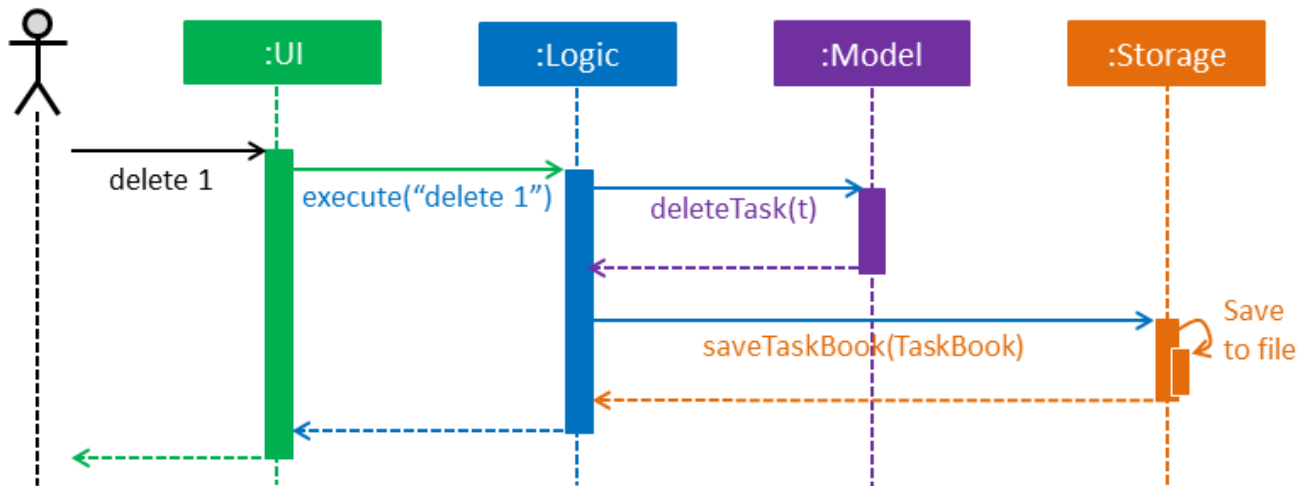 :UI
:Logic
:Model
:Storage
delete 1
execute(“delete 1”)
deleteTask(t)
saveTaskBook(TaskBook)
Save
to file